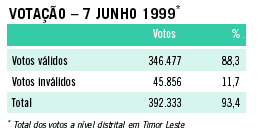 VOTAÇÃO – 7 JUNHO 1999*
Votos %.
Votos válidos 346.477 88,3
Votos inválidos 45.856 11,7
Total 392.333 93,4
* Total dos votos a nível distrital em Timor Leste